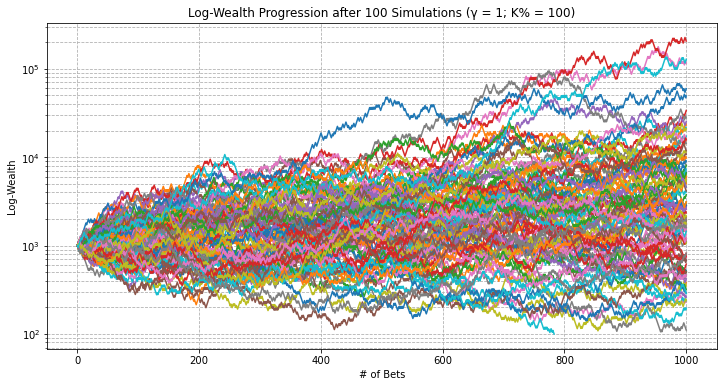 Log-Wealth Progression after 100 Simulations (γ = 1; K% = 100)
Log-Wealth
10⁵
10⁴
10³
10²
0 200 400 600 800 1000
# of Bets